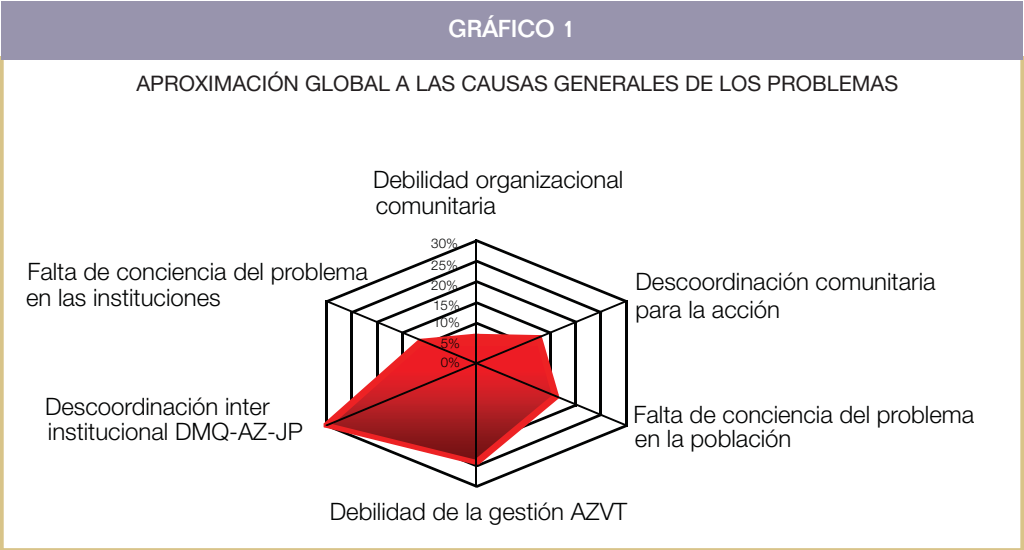 GRÁFICO 1
APROXIMACIÓN GLOBAL A LAS CAUSAS GENERALES DE LOS PROBLEMAS
Debilidad organizacional
comunitaria
30%
25%
20%
15%
10%
5%
0%
Falta de conciencia del problema
en las instituciones
Descoordinación comunitaria
para la acción
Descoordinación inter
institucional DMQ-AZ-JP
Falta de conciencia del problema
en la población
Debilidad de la gestión AZVT